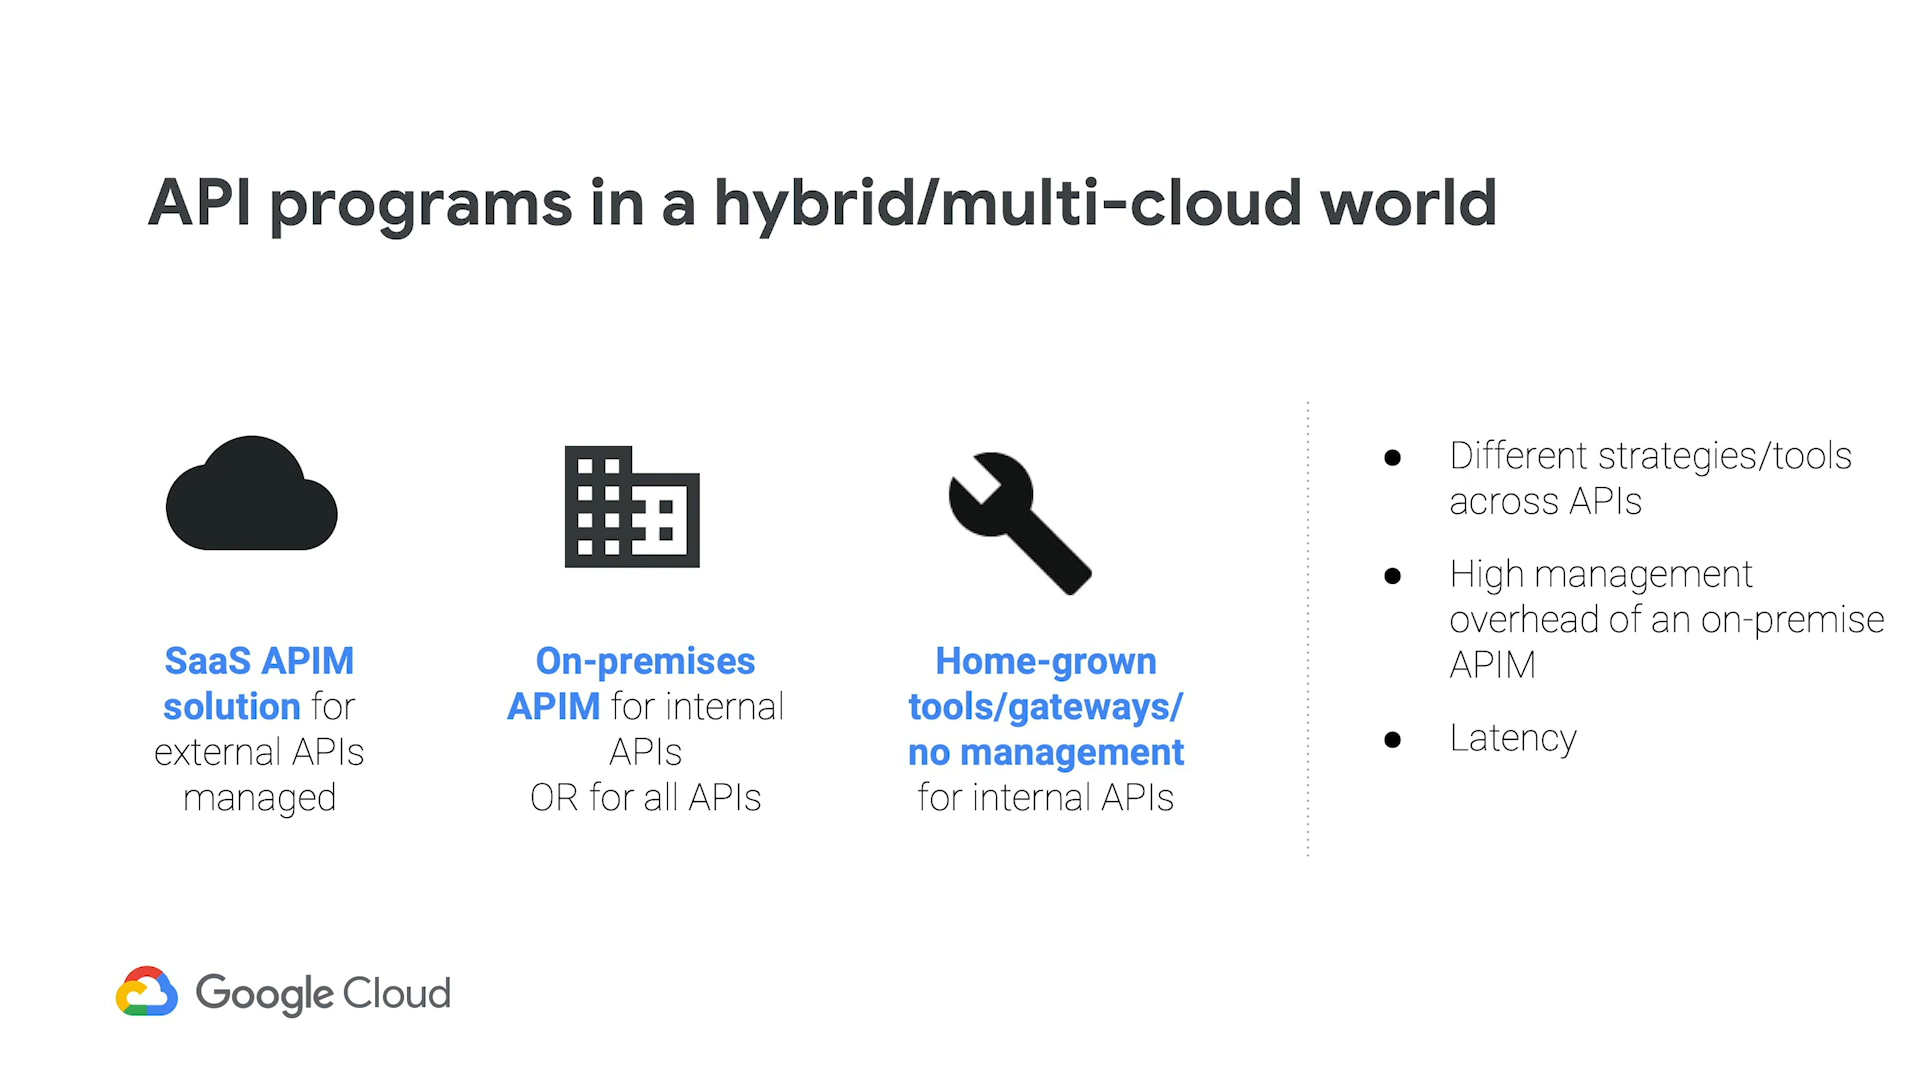 API programs in a hybrid/multi-cloud world
SaaS APIM
solution for
external APIs
managed
On-premises
APIM for internal
APIs
OR for all APIs
Home-grown
tools/gateways/
no management
for internal APIs
● Different strategies/tools
across APIs
● High management
overhead of an on-premise
APIM
● Latency
Google Cloud